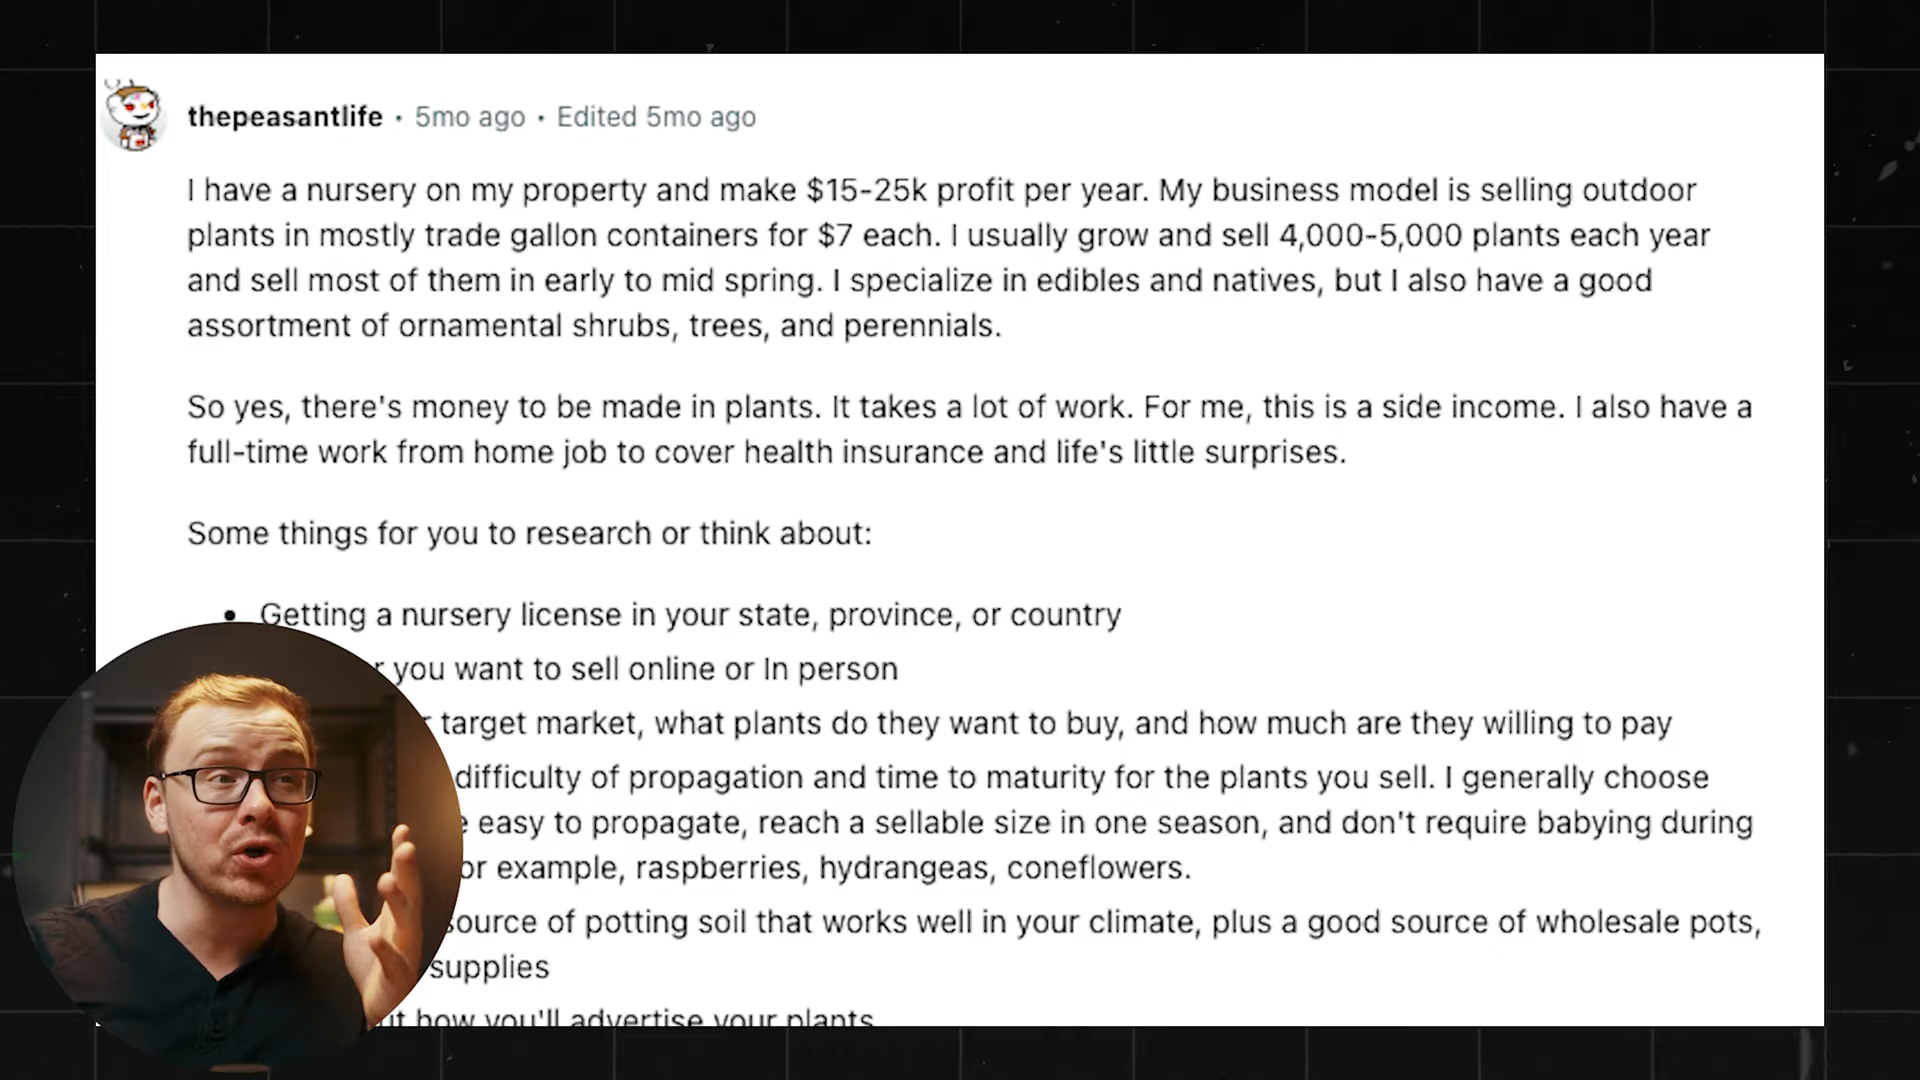 thepeasantlife • 5mo ago • Edited 5mo ago
I have a nursery on my property and make $15-25k profit per year. My business model is selling outdoor
plants in mostly trade gallon containers for $7 each. I usually grow and sell 4,000-5,000 plants each year
and sell most of them in early to mid spring. I specialize in edibles and natives, but I also have a good
assortment of ornamental shrubs, trees, and perennials.
So yes, there's money to be made in plants. It takes a lot of work. For me, this is a side income. I also have a
full-time work from home job to cover health insurance and life's little surprises.
Some things for you to research or think about:
• Getting a nursery license in your state, province, or country
you want to sell online or In person
target market, what plants do they want to buy, and how much are they willing to pay
difficulty of propagation and time to maturity for the plants you sell. I generally choose
easy to propagate, reach a sellable size in one season, and don't require babying during
or example, raspberries, hydrangeas, coneflowers.
source of potting soil that works well in your climate, plus a good source of wholesale pots,
supplies
how you'll advertise your plants